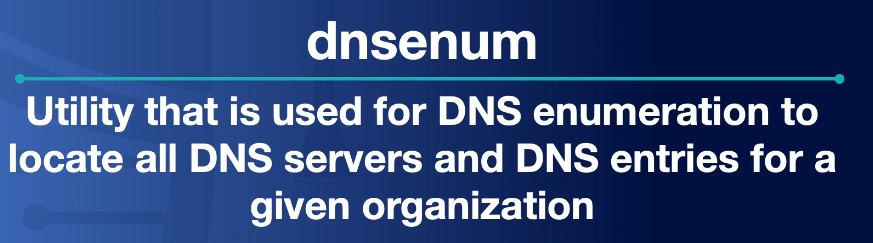 dnsenum
Utility that is used for DNS enumeration to
locate all DNS servers and DNS entries for a
given organization